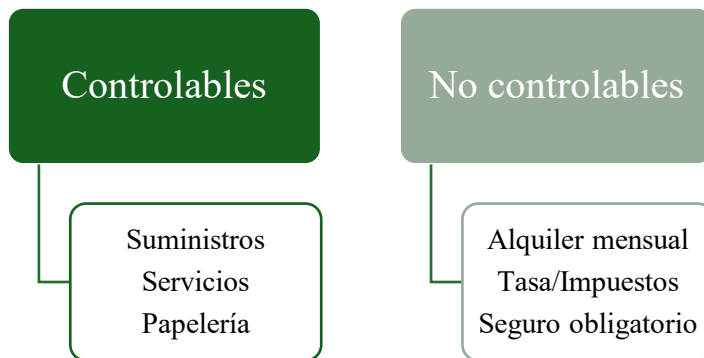 Controlables
Suministros
Servicios
Papelería
No controlables
Alquiler mensual
Tasa/Impuestos
Seguro obligatorio